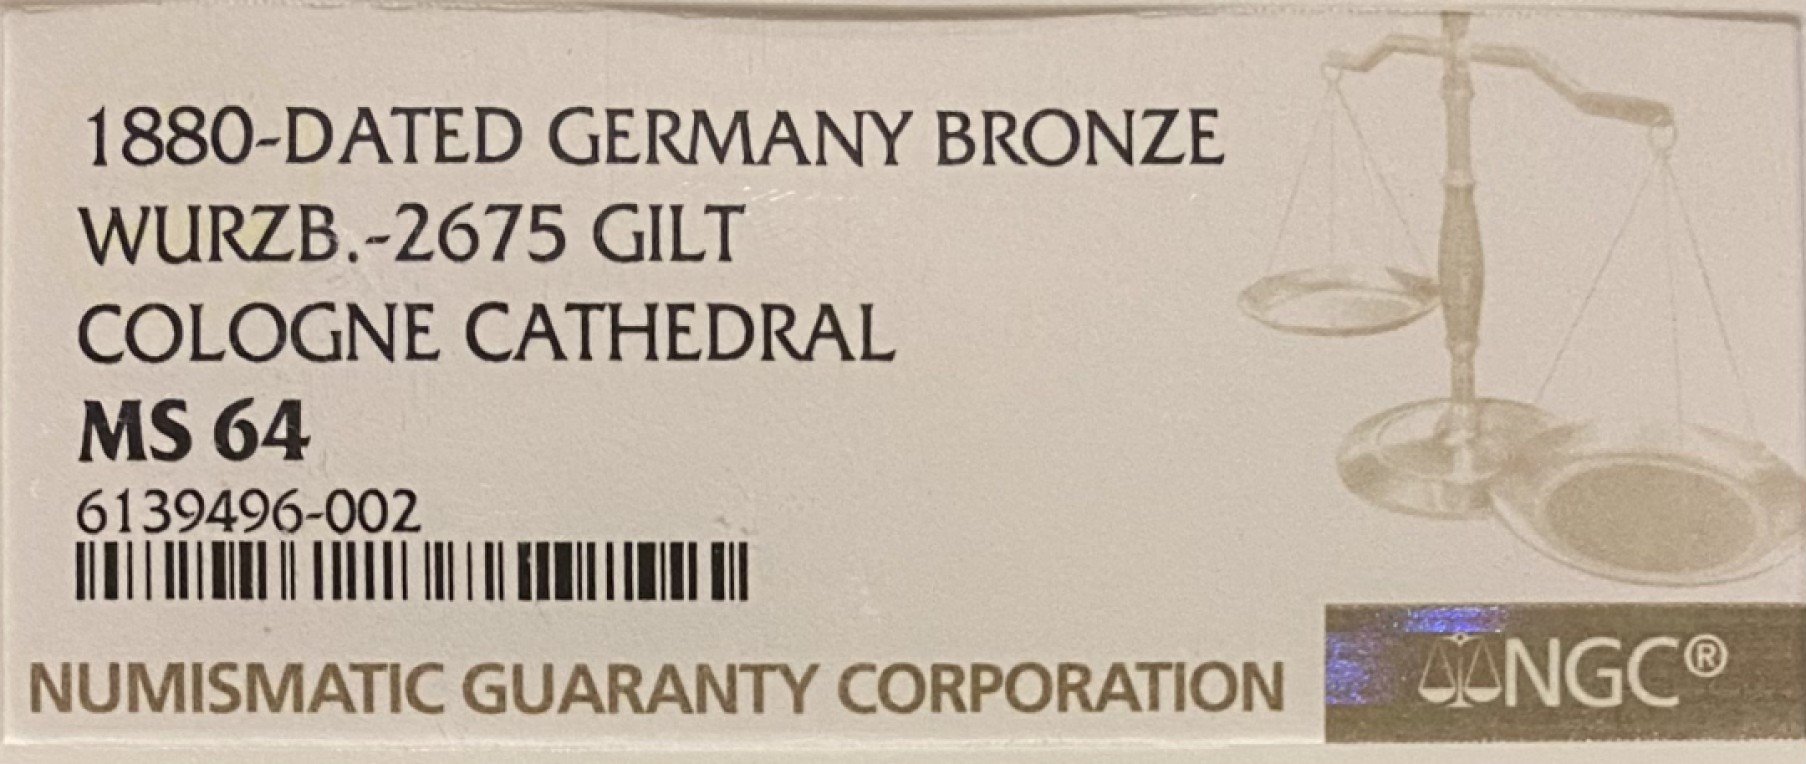 1880-DATED GERMANY BRONZE
WURZB.-2675 GILT
COLOGNE CATHEDRAL
MS 64
6139496-002
NUMISMATIC GUARANTY CORPORATION
NGC®